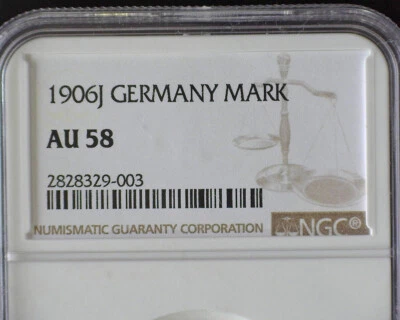 1906J GERMANY MARK
AU 58
2828329-003
NUMISMATIC GUARANTY CORPORATION NGC®